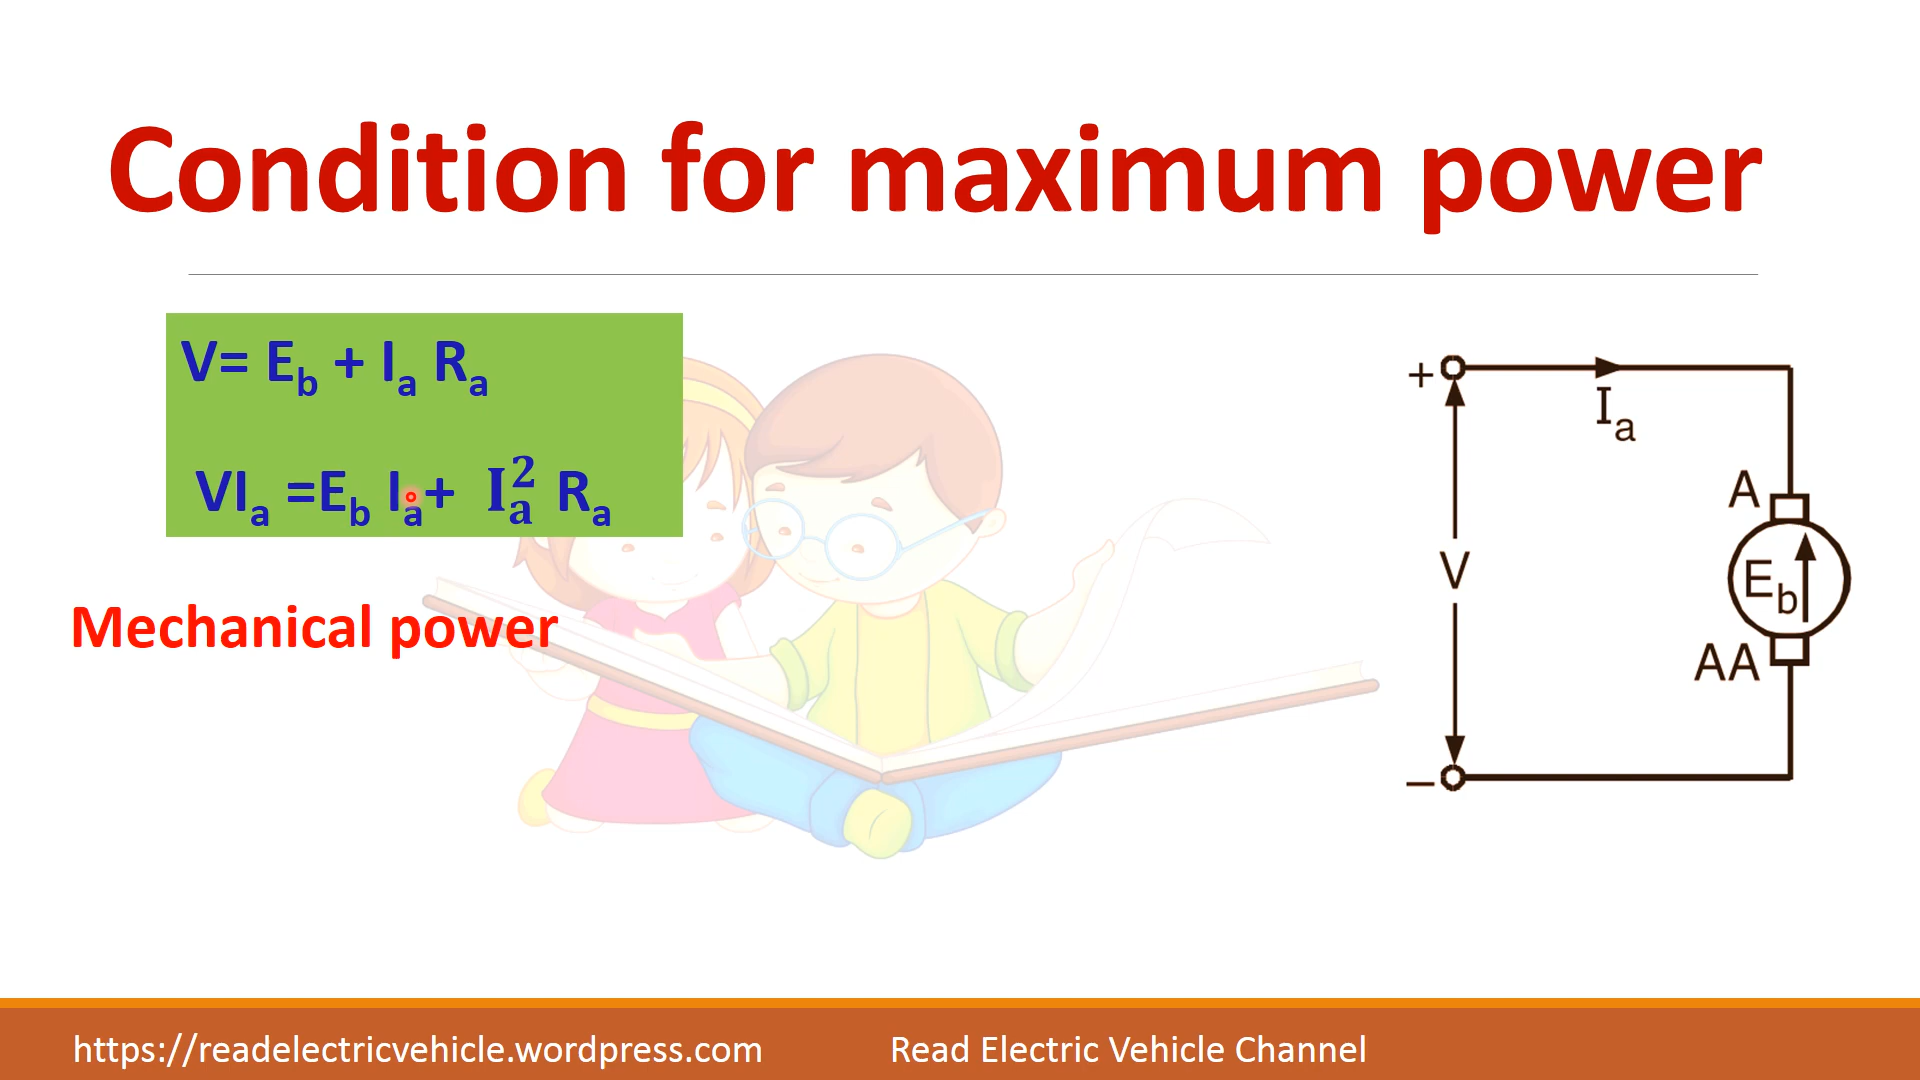 Condition for maximum power
V= E_b + I_a R_a
VI_a =E_b I_a+ I_a^2 R_a
Mechanical power
+
I_a
A
V
E_b
AA
−
https://readelectricvehicle.wordpress.com
Read Electric Vehicle Channel